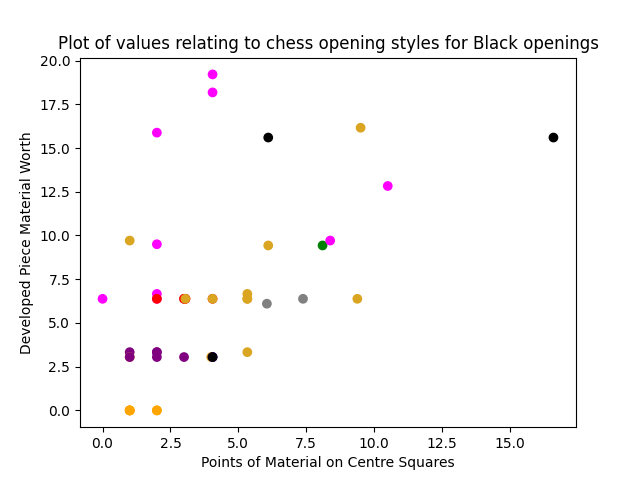 Plot of values relating to chess opening styles for Black openings
20.0
17.5
15.0
12.5
10.0
7.5
5.0
2.5
0.0
Developed Piece Material Worth
0.0 2.5 5.0 7.5 10.0 12.5 15.0
Points of Material on Centre Squares